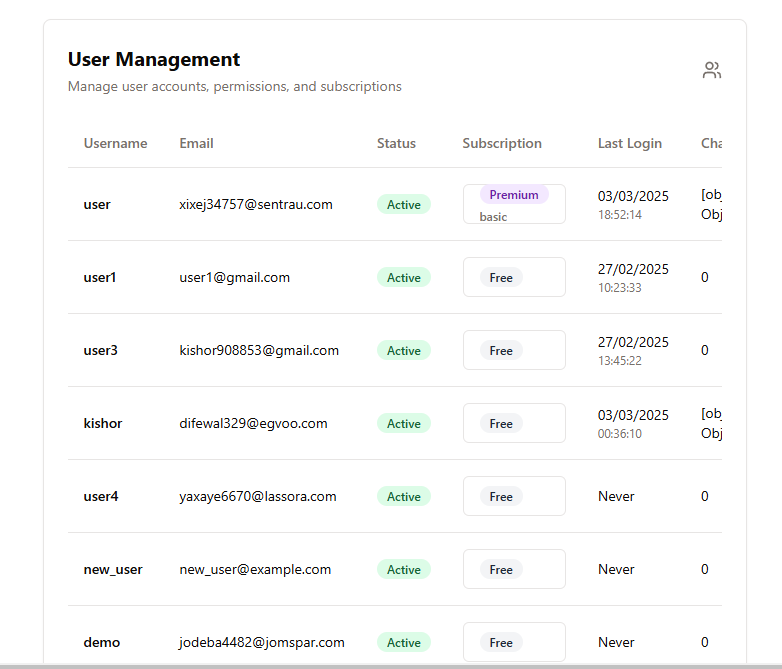 User Management
Manage user accounts, permissions, and subscriptions
Username Email Status Subscription Last Login Cha
user xixej34757@sentrau.com Active Premium basic 03/03/2025 18:52:14 [obj Obj
user1 user1@gmail.com Active Free 27/02/2025 10:23:33 0
user3 kishor908853@gmail.com Active Free 27/02/2025 13:45:22 0
kishor difewal329@egvoo.com Active Free 03/03/2025 00:36:10 [obj Obj
user4 yaxaye6670@lassora.com Active Free Never 0
new_user new_user@example.com Active Free Never 0
demo jodeba4482@jomspar.com Active Free Never 0